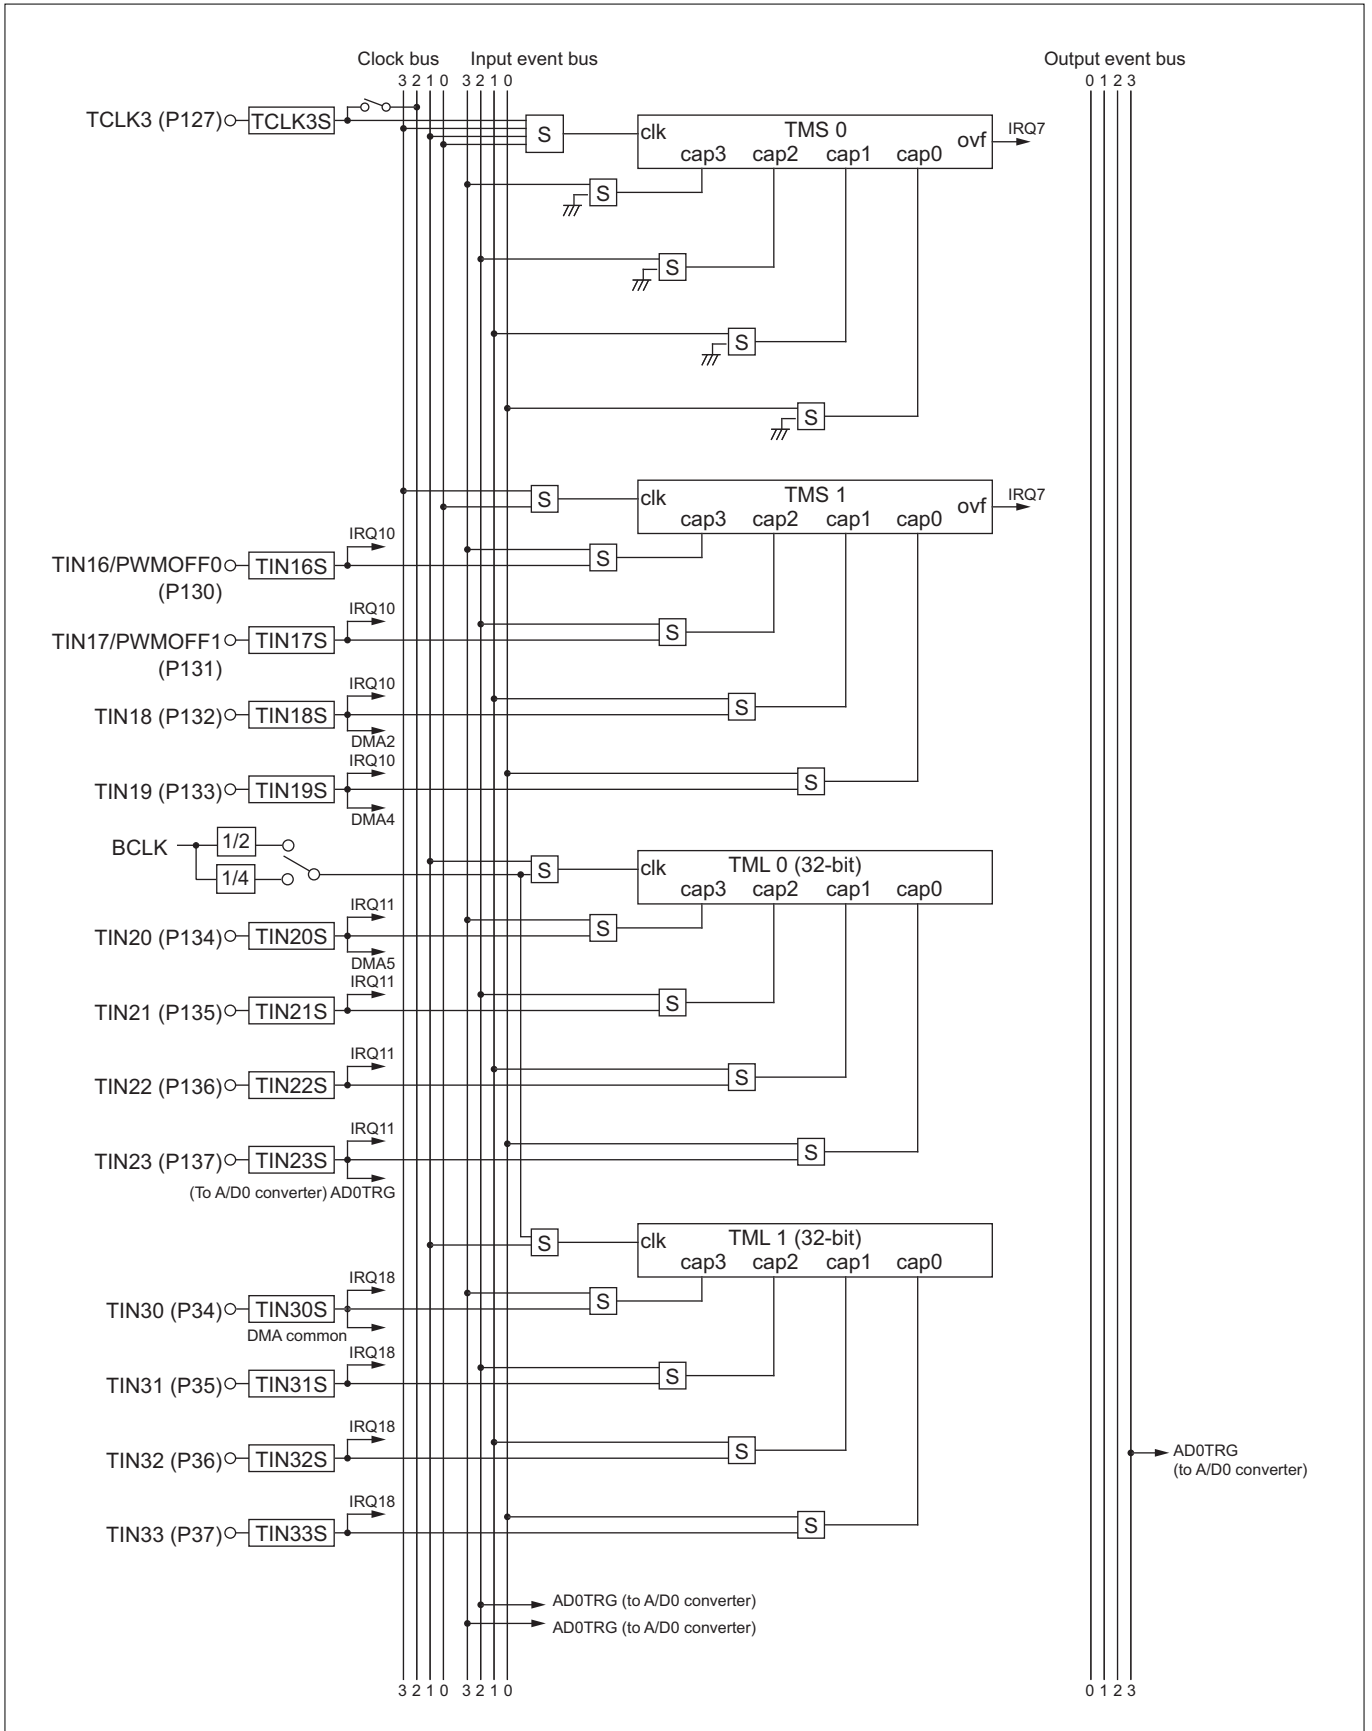 Clock bus
Input event bus
Output event bus
3 2 1 0
3 2 1 0
0 1 2 3
TCLK3 (P127)
TCLK3S
S
clk
TMS 0
cap3
cap2
cap1
cap0
ovf
IRQ7
S
S
S
S
S
clk
TMS 1
cap3
cap2
cap1
cap0
ovf
IRQ7
TIN16/PWMOFF0
(P130)
TIN16S
IRQ10
S
TIN17/PWMOFF1
(P131)
TIN17S
IRQ10
S
TIN18 (P132)
TIN18S
IRQ10
DMA2
S
TIN19 (P133)
TIN19S
IRQ10
DMA4
S
BCLK
1/2
1/4
S
clk
TML 0 (32-bit)
cap3
cap2
cap1
cap0
TIN20 (P134)
TIN20S
IRQ11
DMA5
S
TIN21 (P135)
TIN21S
IRQ11
S
TIN22 (P136)
TIN22S
IRQ11
S
TIN23 (P137)
TIN23S
IRQ11
(To A/D0 converter) AD0TRG
S
S
clk
TML 1 (32-bit)
cap3
cap2
cap1
cap0
TIN30 (P34)
TIN30S
IRQ18
DMA common
S
TIN31 (P35)
TIN31S
IRQ18
S
TIN32 (P36)
TIN32S
IRQ18
S
AD0TRG
(to A/D0 converter)
TIN33 (P37)
TIN33S
IRQ18
S
AD0TRG (to A/D0 converter)
AD0TRG (to A/D0 converter)
3 2 1 0
3 2 1 0
0 1 2 3